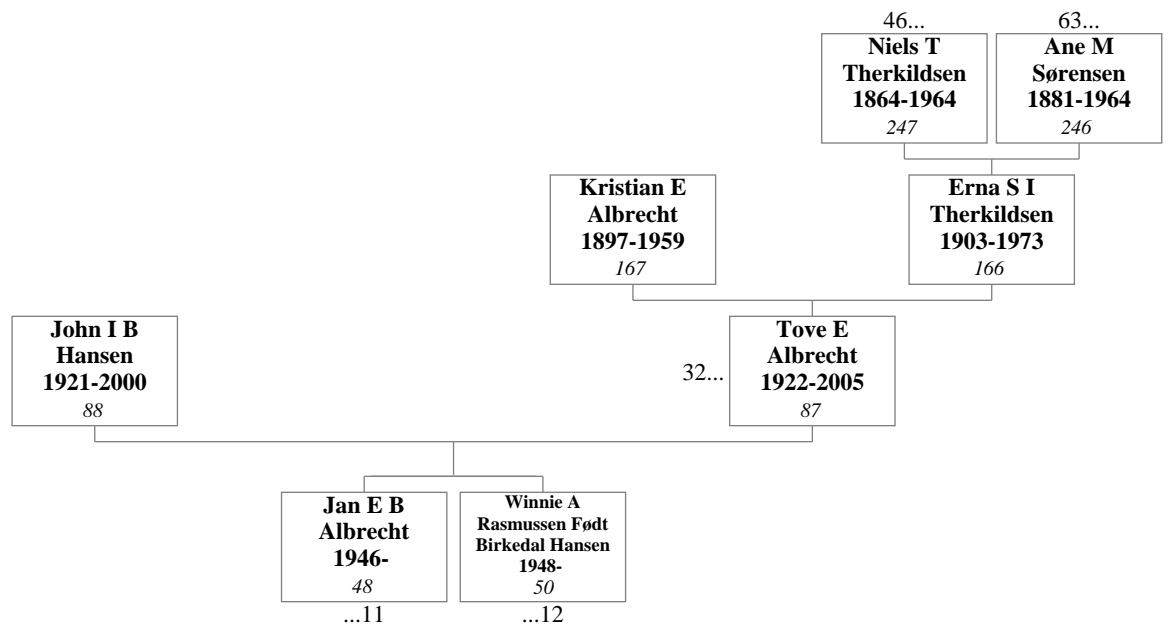 46...
63...
Niels T
Therkildsen
1864-1964
247
Ane M
Sørensen
1881-1964
246
Kristian E
Albrecht
1897-1959
167
Erna S I
Therkildsen
1903-1973
166
John I B
Hansen
1921-2000
88
32...
Tove E
Albrecht
1922-2005
87
Jan E B
Albrecht
1946-
48
...11
Winnie A
Rasmussen Født
Birkedal Hansen
1948-
50
...12